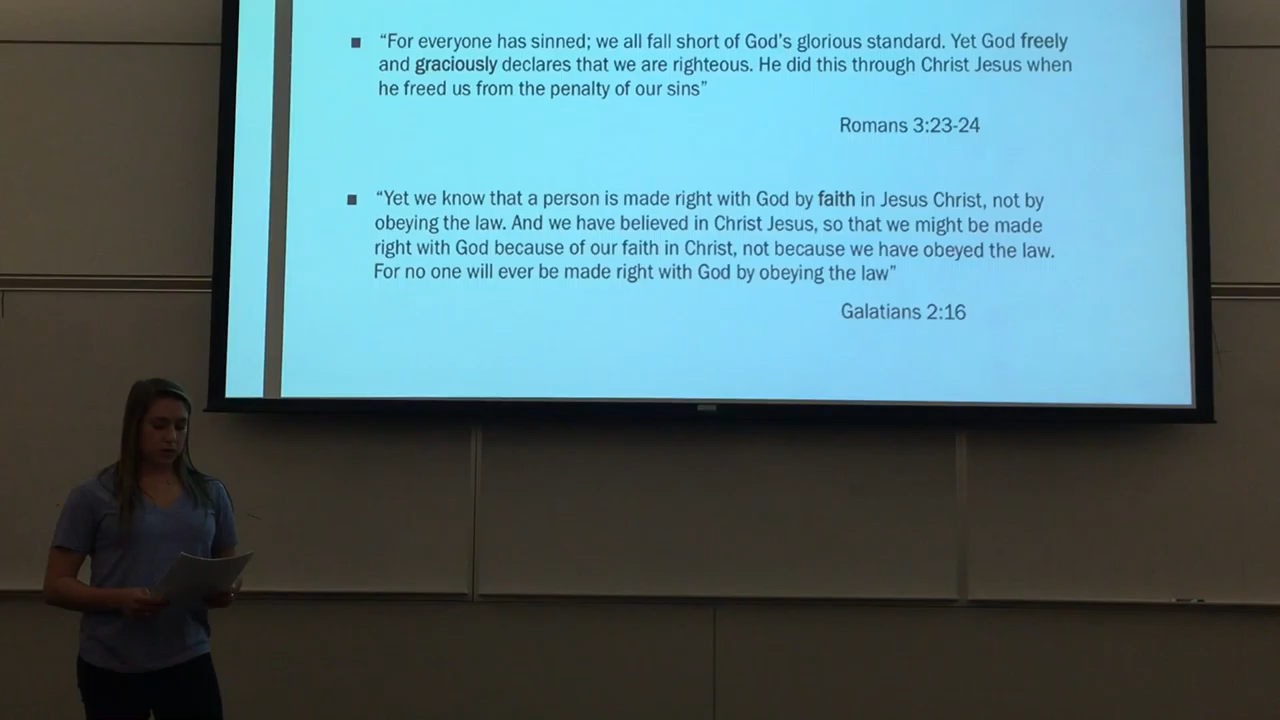 ■ “For everyone has sinned; we all fall short of God’s glorious standard. Yet God freely
and graciously declares that we are righteous. He did this through Christ Jesus when
he freed us from the penalty of our sins”
Romans 3:23-24
■ “Yet we know that a person is made right with God by faith in Jesus Christ, not by
obeying the law. And we have believed in Christ Jesus, so that we might be made
right with God because of our faith in Christ, not because we have obeyed the law.
For no one will ever be made right with God by obeying the law”
Galatians 2:16